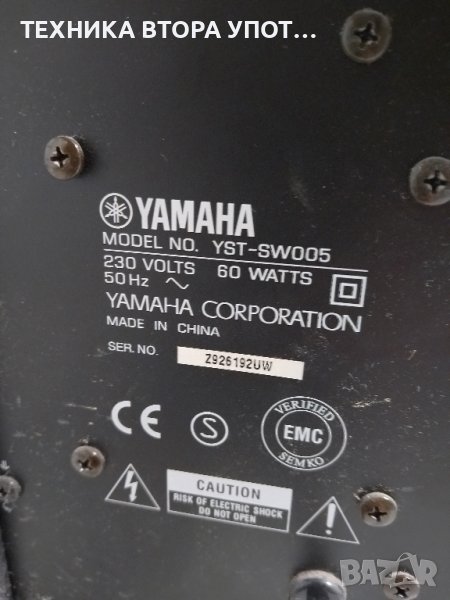 ТЕХНИКА ВТОРА УПОТ...
YAMAHA
MODEL NO. YST-SW005
230 VOLTS 60 WATTS
50Hz ~
YAMAHA CORPORATION
MADE IN CHINA
SER. NO. Z926192UW
CE
S
VERIFIED
EMC
SEMKO
CAUTION
RISK OF ELECTRIC SHOCK
DO NOT OPEN
BAZAR